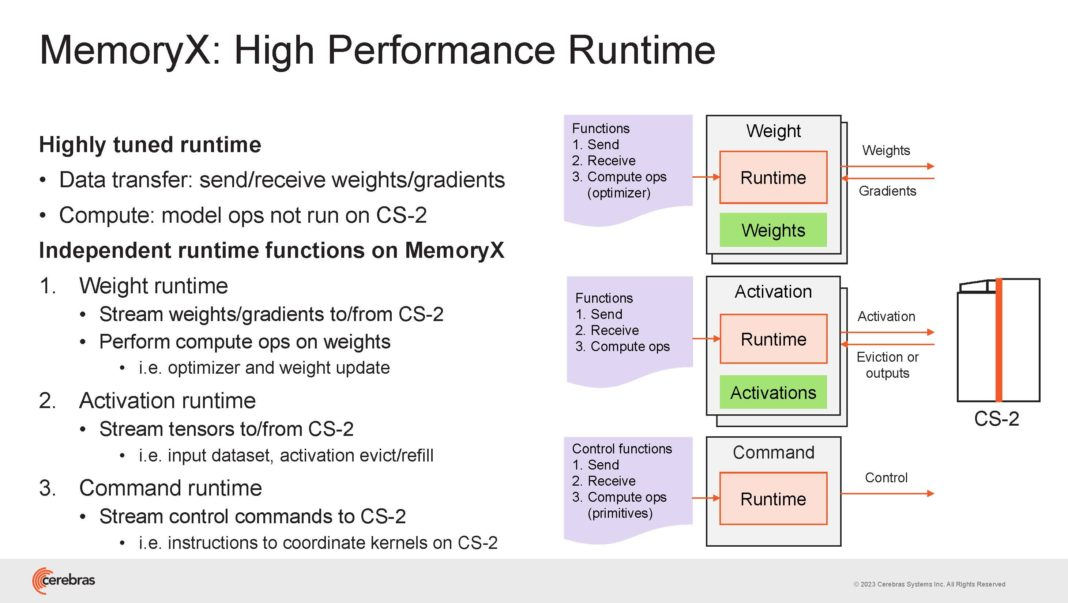 MemoryX: High Performance Runtime
Highly tuned runtime
• Data transfer: send/receive weights/gradients
• Compute: model ops not run on CS-2
Independent runtime functions on MemoryX
1. Weight runtime
• Stream weights/gradients to/from CS-2
• Perform compute ops on weights
• i.e. optimizer and weight update
2. Activation runtime
• Stream tensors to/from CS-2
• i.e. input dataset, activation evict/refill
3. Command runtime
• Stream control commands to CS-2
• i.e. instructions to coordinate kernels on CS-2
Functions
1. Send
2. Receive
3. Compute ops
(optimizer)
Weight
Runtime
Weights
Weights
Gradients
Functions
1. Send
2. Receive
3. Compute ops
Activation
Runtime
Activations
Activation
Eviction or
outputs
Control functions
1. Send
2. Receive
3. Compute ops
(primitives)
Command
Runtime
Control
CS-2
cerebras
© 2023 Cerebras Systems Inc. All Rights Reserved